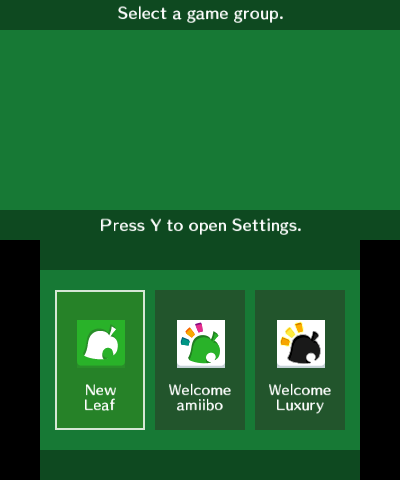 Select a game group.
Press Y to open Settings.
New
Leaf
Welcome
amiibo
Welcome
Luxury